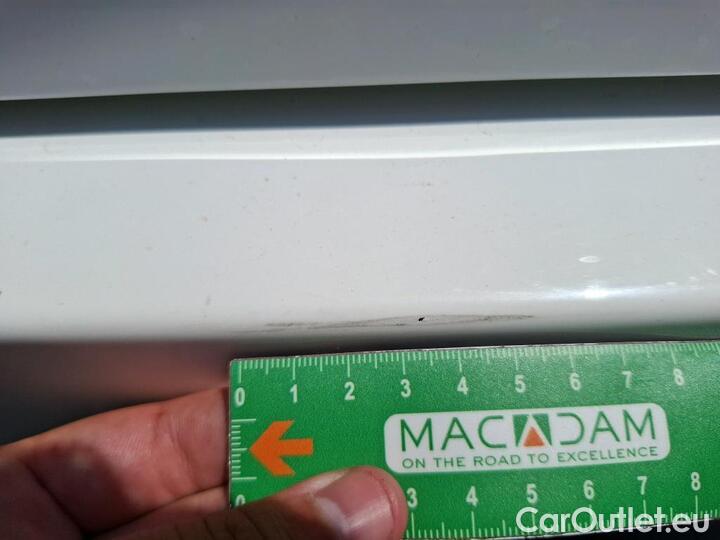 0 1 2 3 4 5 6 7 8
MACADAM
ON THE ROAD TO EXCELLENCE
0 3 4 5 6 7 8
CarOutlet.eu